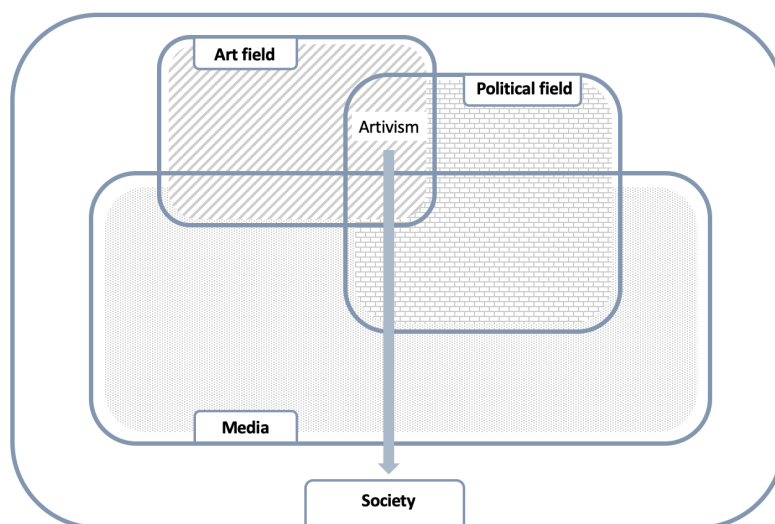 Art field
Political field
Artivism
Media
Society